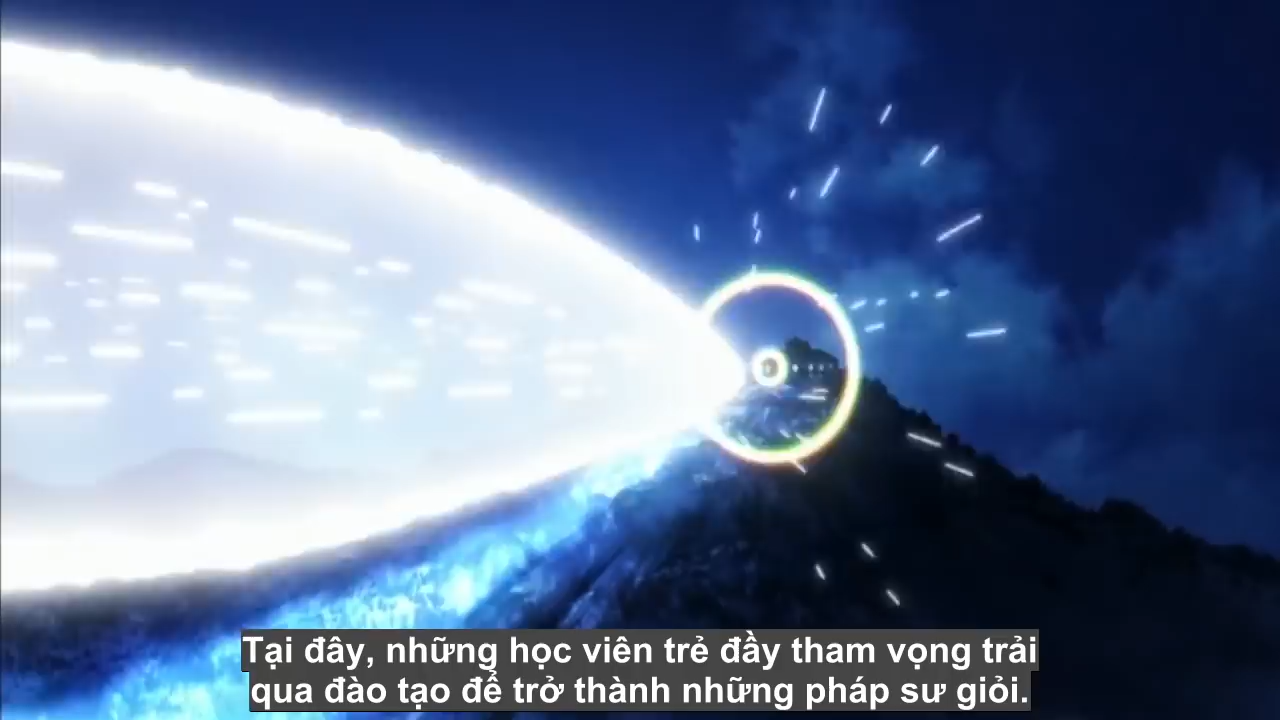 Tại đây, những học viên trẻ đầy tham vọng trải
qua đào tạo để trở thành những pháp sư giỏi.